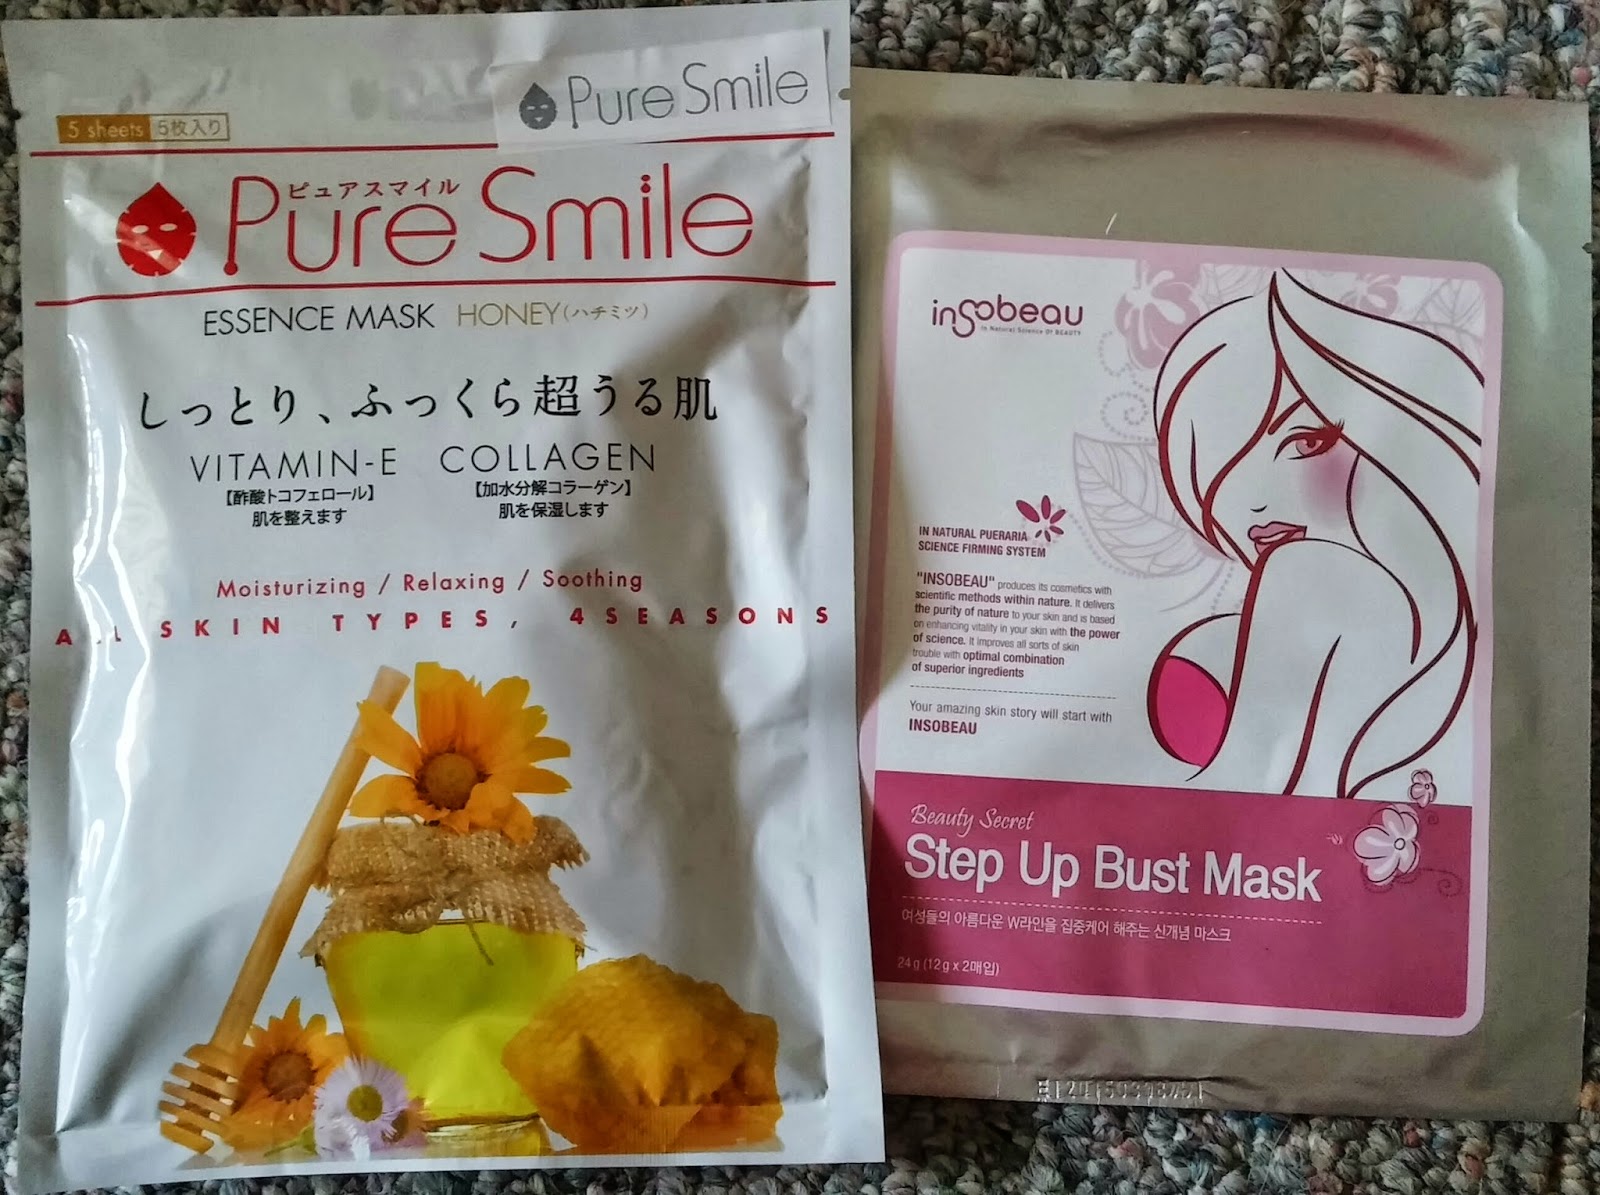 Pure Smile
5 sheets 5枚入り
ピュアスマイル
Pure Smile
ESSENCE MASK HONEY(ハチミツ)
しっとり、ふっくら超うる肌
VITAMIN-E COLLAGEN
【酢酸トコフェロール】 【加水分解コラーゲン】
肌を整えます 肌を保湿します
Moisturizing / Relaxing / Soothing
ALL SKIN TYPES, 4SEASONS
insobeau
In Natural Science Of BEAUTY
IN NATURAL PUERARIA
SCIENCE FIRMING SYSTEM
"INSOBEAU" produces its cosmetics with
scientific methods within nature. It delivers
the purity of nature to your skin and is based
on enhancing vitality in your skin with the power
of science. It improves all sorts of skin
trouble with optimal combination
of superior ingredients
Your amazing skin story will start with
INSOBEAU
Beauty Secret
Step Up Bust Mask
여성들의 아름다운 W라인을 집중케어 해주는 신개념 마스크
24g (12g x 2매입)